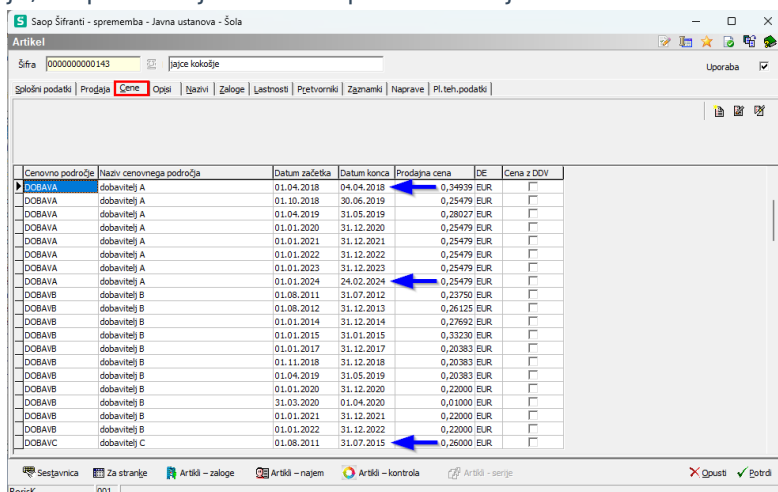 Saop Šifranti - sprememba - Javna ustanova - Šola
Artikel
Šifra 0000000000143 jajce kokošje Uporaba
Splošni podatki Prodaja Cene Opisi Nazivi Zaloge Lastnosti Pretvorniki Zaznamki Naprave Pl.teh.podatki
Cenovno področje Naziv cenovnega področja Datum začetka Datum konca Prodajna cena DE Cena z DDV
DOBAVA dobavitelj A 01.04.2018 04.04.2018 0,34939 EUR
DOBAVA dobavitelj A 01.10.2018 30.06.2019 0,25479 EUR
DOBAVA dobavitelj A 01.04.2019 31.05.2019 0,28027 EUR
DOBAVA dobavitelj A 01.01.2020 31.12.2020 0,25479 EUR
DOBAVA dobavitelj A 01.01.2021 31.12.2021 0,25479 EUR
DOBAVA dobavitelj A 01.01.2022 31.12.2022 0,25479 EUR
DOBAVA dobavitelj A 01.01.2023 31.12.2023 0,25479 EUR
DOBAVA dobavitelj A 01.01.2024 24.02.2024 0,25479 EUR
DOBAVB dobavitelj B 01.08.2011 31.07.2012 0,23750 EUR
DOBAVB dobavitelj B 01.08.2012 31.12.2013 0,26125 EUR
DOBAVB dobavitelj B 01.01.2014 31.12.2014 0,27692 EUR
DOBAVB dobavitelj B 01.01.2015 31.01.2015 0,33230 EUR
DOBAVB dobavitelj B 01.01.2017 31.12.2017 0,20383 EUR
DOBAVB dobavitelj B 01.11.2018 31.12.2018 0,20383 EUR
DOBAVB dobavitelj B 01.04.2019 31.05.2019 0,20383 EUR
DOBAVB dobavitelj B 01.01.2020 31.12.2020 0,22000 EUR
DOBAVB dobavitelj B 31.03.2020 01.04.2020 0,01000 EUR
DOBAVB dobavitelj B 01.01.2021 31.12.2021 0,22000 EUR
DOBAVB dobavitelj B 01.01.2022 31.12.2022 0,22000 EUR
DOBAVC dobavitelj C 01.08.2011 31.07.2015 0,26000 EUR
Sestavnica Za stranke Artikli – zaloge Artikli – najem Artikli – kontrola Artikli - serije Opusti Potrdi
001